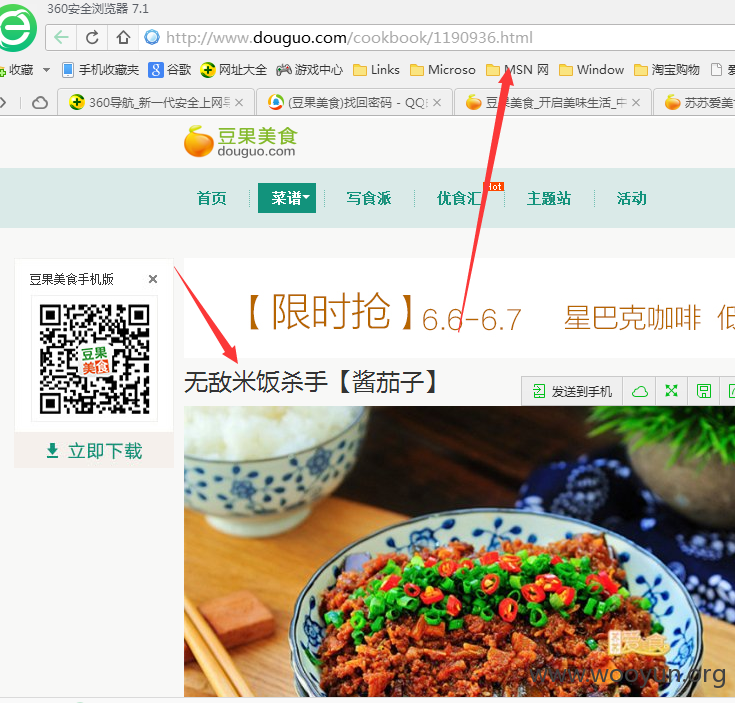 360安全浏览器 7.1
http://www.douguo.com/cookbook/1190936.html
收藏 手机收藏夹 谷歌 网址大全 游戏中心 Links Microso MSN 网 Window 淘宝购物
360导航_新一代安全上网 (豆果美食)找回密码 - QQ 豆果美食_开启美味生活_中 苏苏爱美
豆果美食
douguo.com
首页 菜谱 写食派 优食汇 Hot 主题站 活动
豆果美食手机版 ×
豆果
美食
立即下载
【限时抢】6.6-6.7 星巴克咖啡 低
无敌米饭杀手【酱茄子】
发送到手机
爱食
www.wooyun.org